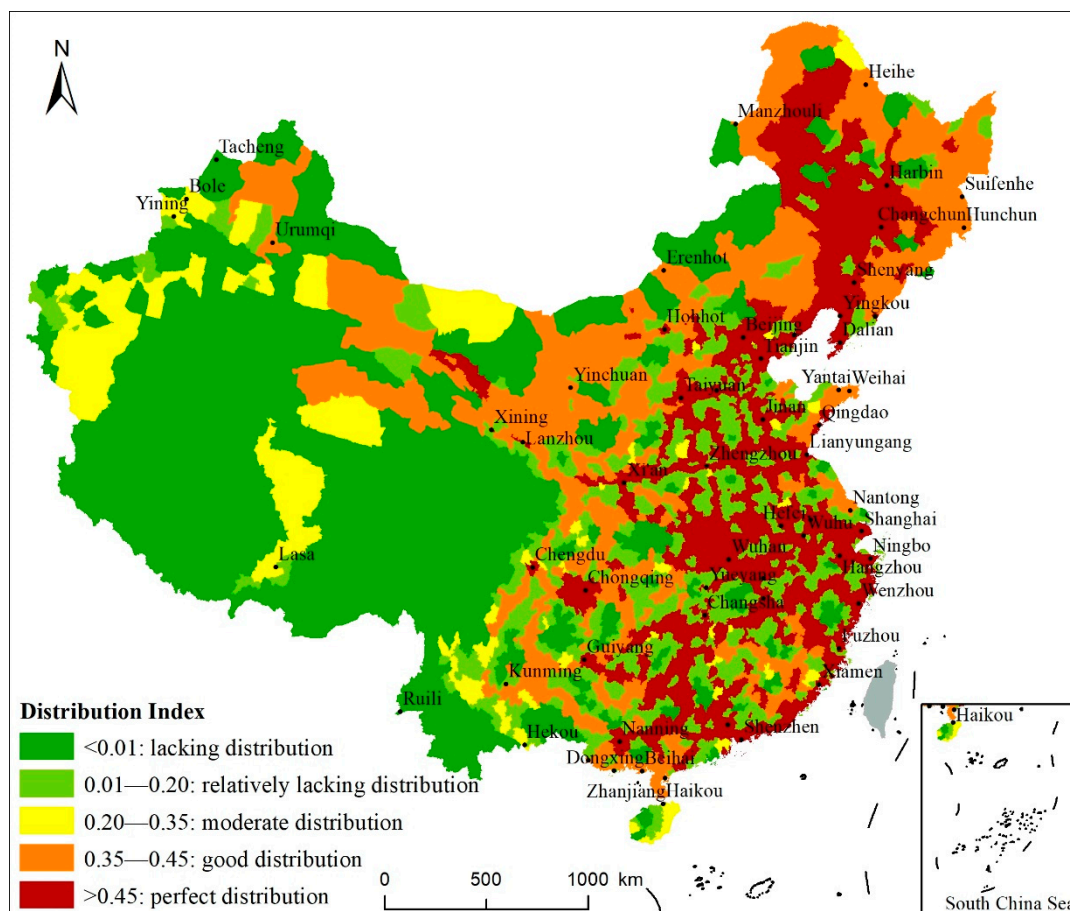 N
Heihe
Manzhouli
Tacheng
Bole
Yining
Harbin
Suifenhe
Urumqi
Changchun
Hunchun
Erenhot
Shenyang
Hohhot
Yingkou
Beijing
Dalian
Tianjin
Yinchuan
Taiyuan
Yantai
Weihai
Jinan
Qingdao
Xining
Lanzhou
Lianyungang
Zhengzhou
Xi'an
Nantong
Hefei
Wuhu
Shanghai
Lasa
Chengdu
Wuhan
Ningbo
Hangzhou
Chongqing
Yueyang
Wenzhou
Changsha
Fuzhou
Guiyang
Kunming
Xiamen
Ruili
Hekou
Nanning
Shenzhen
Dongxing
Beihai
Zhanjiang
Haikou
Haikou
Distribution Index
<0.01: lacking distribution
0.01—0.20: relatively lacking distribution
0.20—0.35: moderate distribution
0.35—0.45: good distribution
>0.45: perfect distribution
0 500 1000 km
South China Sea